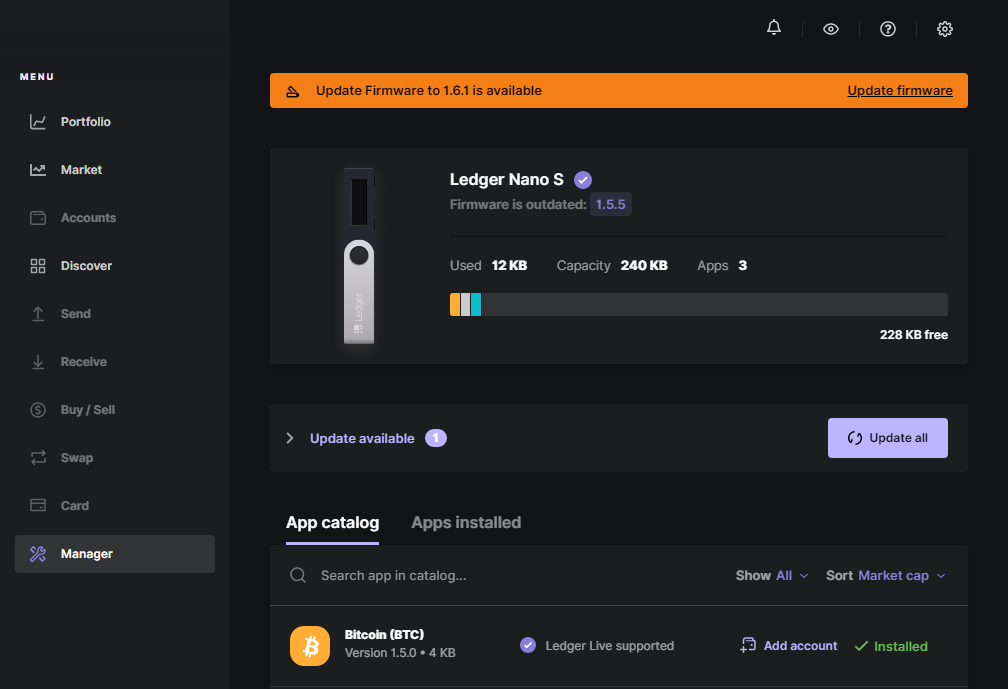 MENU
Portfolio
Market
Accounts
Discover
Send
Receive
Buy / Sell
Swap
Card
Manager
Update Firmware to 1.6.1 is available
Update firmware
Ledger Nano S
Firmware is outdated: 1.5.5
Used 12 KB Capacity 240 KB Apps 3
228 KB free
Ledger
Update available 1
Update all
App catalog Apps installed
Search app in catalog...
Show All Sort Market cap
Bitcoin (BTC)
Version 1.5.0 • 4 KB
Ledger Live supported
Add account
Installed